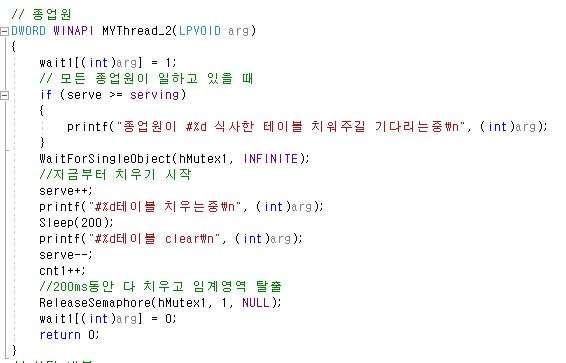 // 종업원
DWORD WINAPI MYThread_2(LPVOID arg)
{
wait1[(int)arg] = 1;
// 모든 종업원이 일하고 있을 때
if (serve >= serving)
{
printf("종업원이 #%d 식사한 테이블 치워주길 기다리는중₩n", (int)arg);
}
WaitForSingleObject(hMutex1, INFINITE);
//지금부터 치우기 시작
serve++;
printf("#%d테이블 치우는중₩n", (int)arg);
Sleep(200);
printf("#%d테이블 clear₩n", (int)arg);
serve--;
cnt1++;
//200ms동안 다 치우고 임계영역 탈출
ReleaseSemaphore(hMutex1, 1, NULL);
wait1[(int)arg] = 0;
return 0;
}